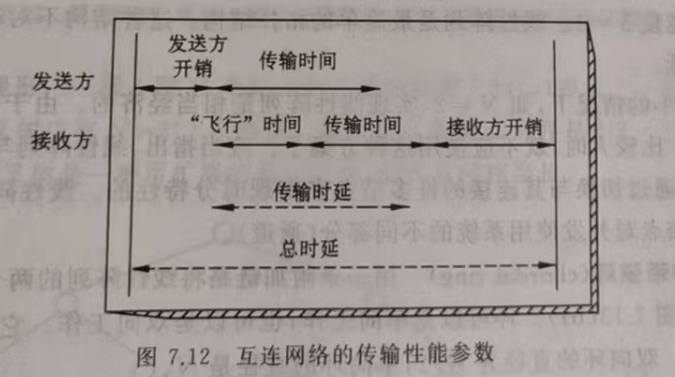 发送方
开销
传输时间
发送方
接收方
“飞行”时间
传输时间
接收方开销
传输时延
总时延
图 7.12 互连网络的传输性能参数